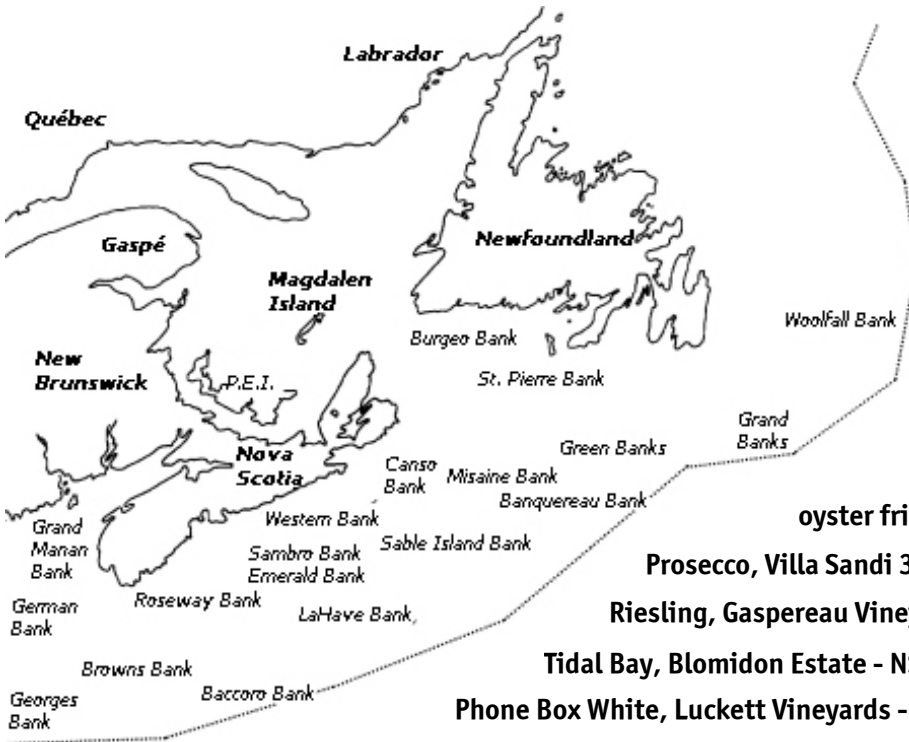 Labrador
Québec
Gaspé
Newfoundland
Magdalen
Island
Woolfall Bank
Burgeo Bank
New
Brunswick
P.E.I.
St. Pierre Bank
Grand
Banks
Green Banks
Nova
Scotia
Canso
Bank
Misaine Bank
Banquereau Bank
Western Bank
Grand
Manan
Bank
Sable Island Bank
Sambro Bank
Emerald Bank
Roseway Bank
German
Bank
LaHave Bank
Browns Bank
Georges
Bank
Baccoro Bank
oyster
Prosecco, Villa Sandi
Riesling, Gaspereau
Tidal Bay, Blomidon Estate -
Phone Box White, Luckett Vineyards -